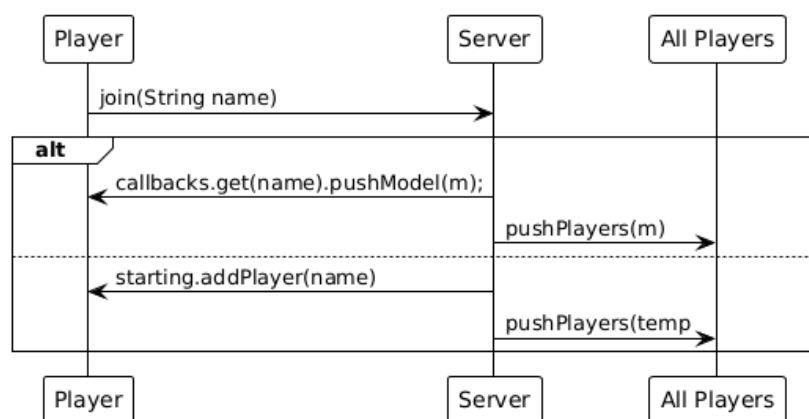 Player Server All Players
join(String name)
alt
callbacks.get(name).pushModel(m);
pushPlayers(m)
starting.addPlayer(name)
pushPlayers(temp
Player Server All Players